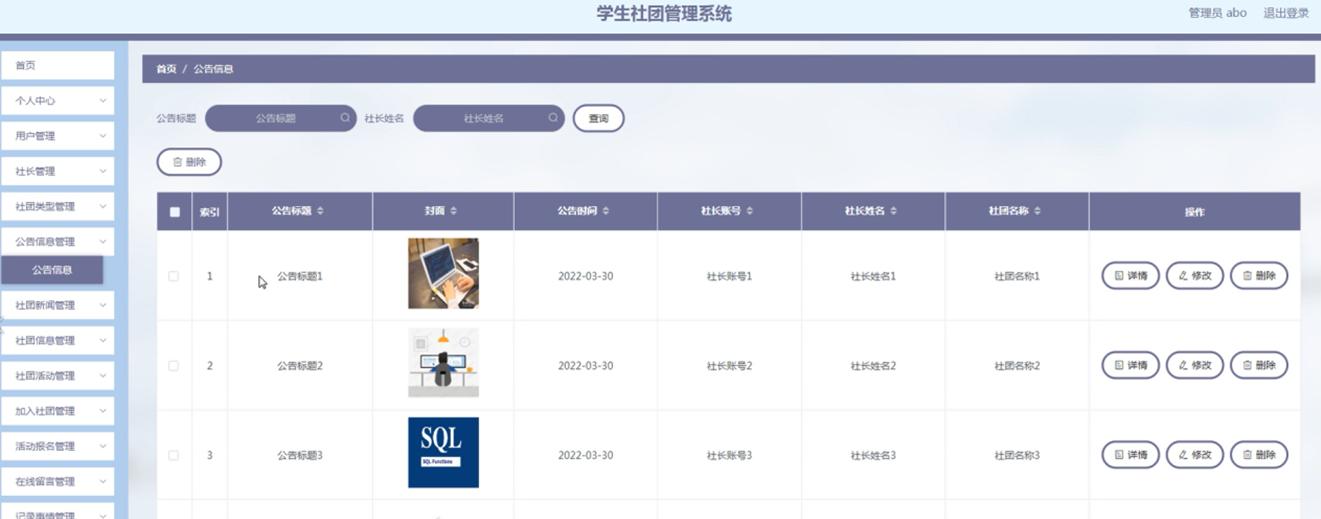 学生社团管理系统
管理员 abo 退出登录
首页
个人中心
用户管理
社长管理
社团类型管理
公告信息管理
公告信息
社团新闻管理
社团信息管理
社团活动管理
加入社团管理
活动报名管理
在线留言管理
记录事情管理
首页 / 公告信息
公告标题 公告标题 社长姓名 社长姓名 查询
删除
索引 公告标题 封面 公告时间 社长账号 社长姓名 社团名称 操作
1 公告标题1 2022-03-30 社长账号1 社长姓名1 社团名称1 详情 修改 删除
2 公告标题2 2022-03-30 社长账号2 社长姓名2 社团名称2 详情 修改 删除
SQL
SQL Functions
3 公告标题3 2022-03-30 社长账号3 社长姓名3 社团名称3 详情 修改 删除